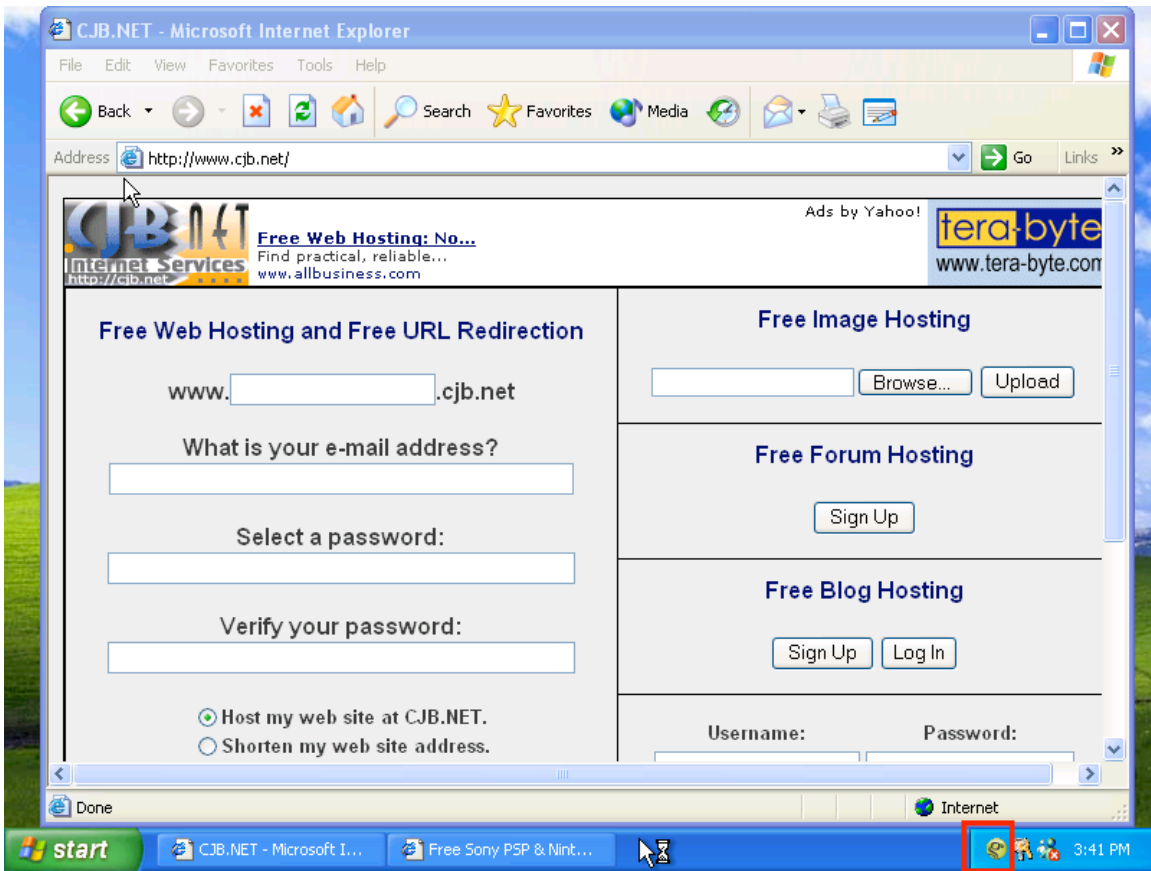 CJB.NET - Microsoft Internet Explorer
File Edit View Favorites Tools Help
Back Search Favorites Media
Address http://www.cjb.net/ Go Links »
CJB·NET
Internet Services
http://cjb.net
Free Web Hosting: No...
Find practical, reliable...
www.allbusiness.com
Ads by Yahoo!
tera-byte
www.tera-byte.com
Free Web Hosting and Free URL Redirection
www. .cjb.net
What is your e-mail address?
Select a password:
Verify your password:
Host my web site at CJB.NET.
Shorten my web site address.
Free Image Hosting
Browse... Upload
Free Forum Hosting
Sign Up
Free Blog Hosting
Sign Up Log In
Username: Password:
Done Internet
start CJB.NET - Microsoft I... Free Sony PSP & Nint... 3:41 PM